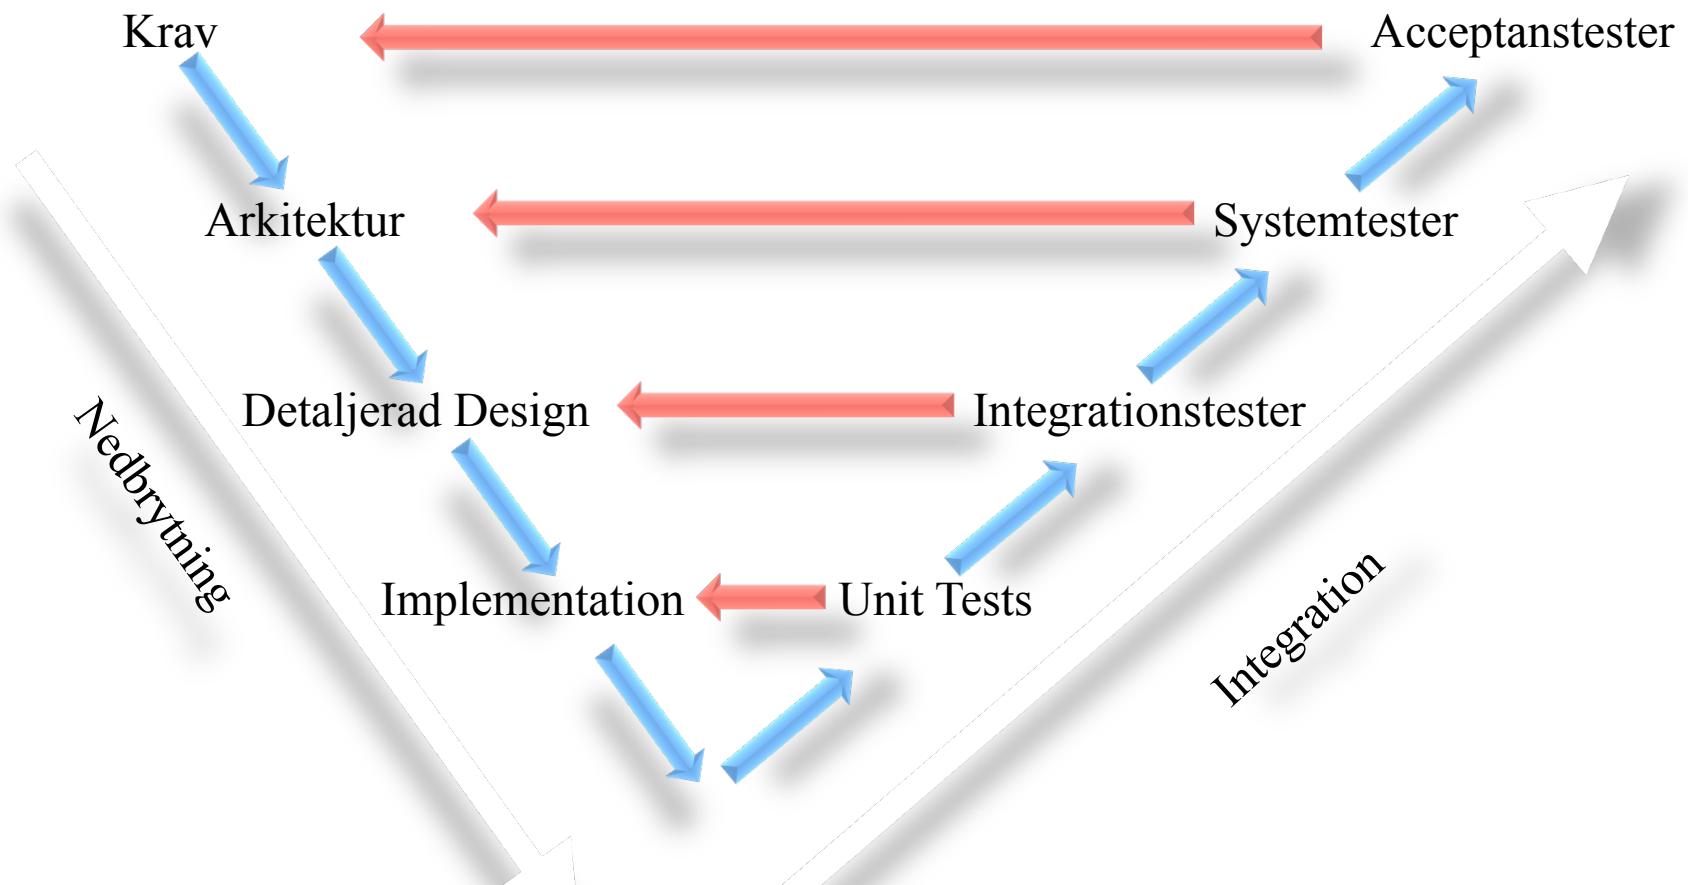 Krav
Acceptanstester
Arkitektur
Systemtester
Detaljerad Design
Integrationstester
Nedbrytning
Implementation
Unit Tests
Integration